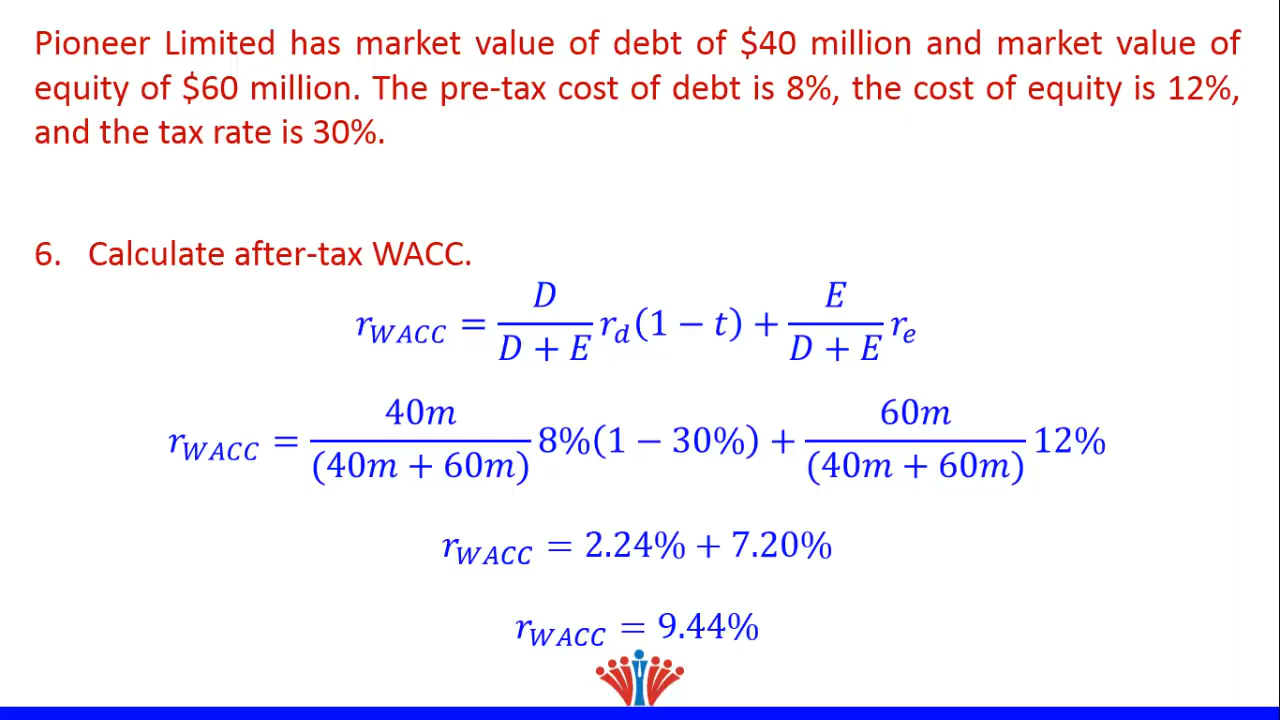 Pioneer Limited has market value of debt of $40 million and market value of
equity of $60 million. The pre-tax cost of debt is 8%, the cost of equity is 12%,
and the tax rate is 30%.
6. Calculate after-tax WACC.
r_WACC = D/(D + E) r_d(1 − t) + E/(D + E) r_e
r_WACC = 40m/(40m + 60m) 8%(1 − 30%) + 60m/(40m + 60m) 12%
r_WACC = 2.24% + 7.20%
r_WACC = 9.44%